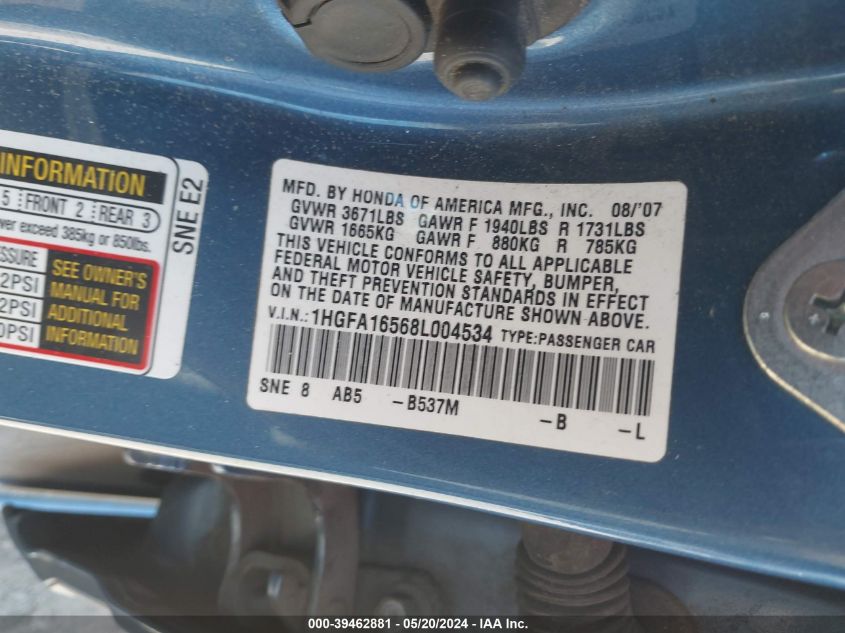 INFORMATION
5 FRONT 2 REAR 3
exceed 385kg or 850lbs.
SNE E2
2PSI
2PSI
0PSI
SEE OWNER'S
MANUAL FOR
ADDITIONAL
INFORMATION
MFD. BY HONDA OF AMERICA MFG., INC. 08/'07
GVWR 3671LBS GAWR F 1940LBS R 1731LBS
GVWR 1665KG GAWR F 880KG R 785KG
THIS VEHICLE CONFORMS TO ALL APPLICABLE
FEDERAL MOTOR VEHICLE SAFETY, BUMPER,
AND THEFT PREVENTION STANDARDS IN EFFECT
ON THE DATE OF MANUFACTURE SHOWN ABOVE.
V.I.N.: 1HGFA16568L004534 TYPE:PASSENGER CAR
SNE 8 AB5 -B537M -B -L
000-39462881 - 05/20/2024 - IAA Inc.